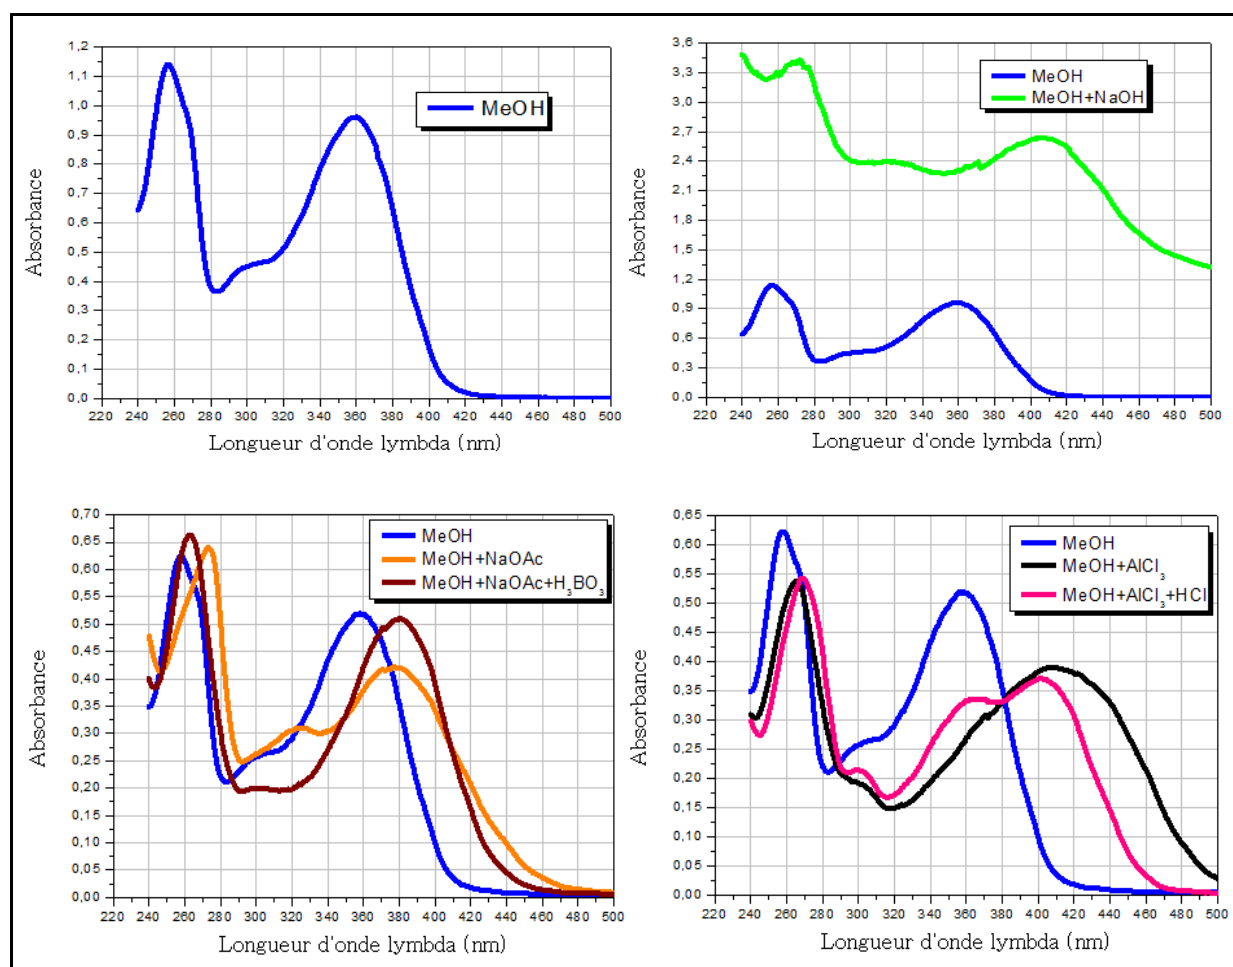 1,2
1,1
1,0
0,9
0,8
0,7
0,6
0,5
0,4
0,3
0,2
0,1
0,0
Absorbance
MeOH
220 240 260 280 300 320 340 360 380 400 420 440 460 480 500
Longueur d'onde lymbda (nm)
3,6
3,3
3,0
2,7
2,4
2,1
1,8
1,5
1,2
0,9
0,6
0,3
0,0
Absorbance
MeOH
MeOH+NaOH
220 240 260 280 300 320 340 360 380 400 420 440 460 480 500
Longueur d'onde lymbda (nm)
0,70
0,65
0,60
0,55
0,50
0,45
0,40
0,35
0,30
0,25
0,20
0,15
0,10
0,05
0,00
Absorbance
MeOH
MeOH+NaOAc
MeOH+NaOAc+H₃BO₃
220 240 260 280 300 320 340 360 380 400 420 440 460 480 500
Longueur d'onde lymbda (nm)
0,65
0,60
0,55
0,50
0,45
0,40
0,35
0,30
0,25
0,20
0,15
0,10
0,05
0,00
Absorbance
MeOH
MeOH+AlCl₃
MeOH+AlCl₃+HCl
220 240 260 280 300 320 340 360 380 400 420 440 460 480 500
Longueur d'onde lymbda (nm)